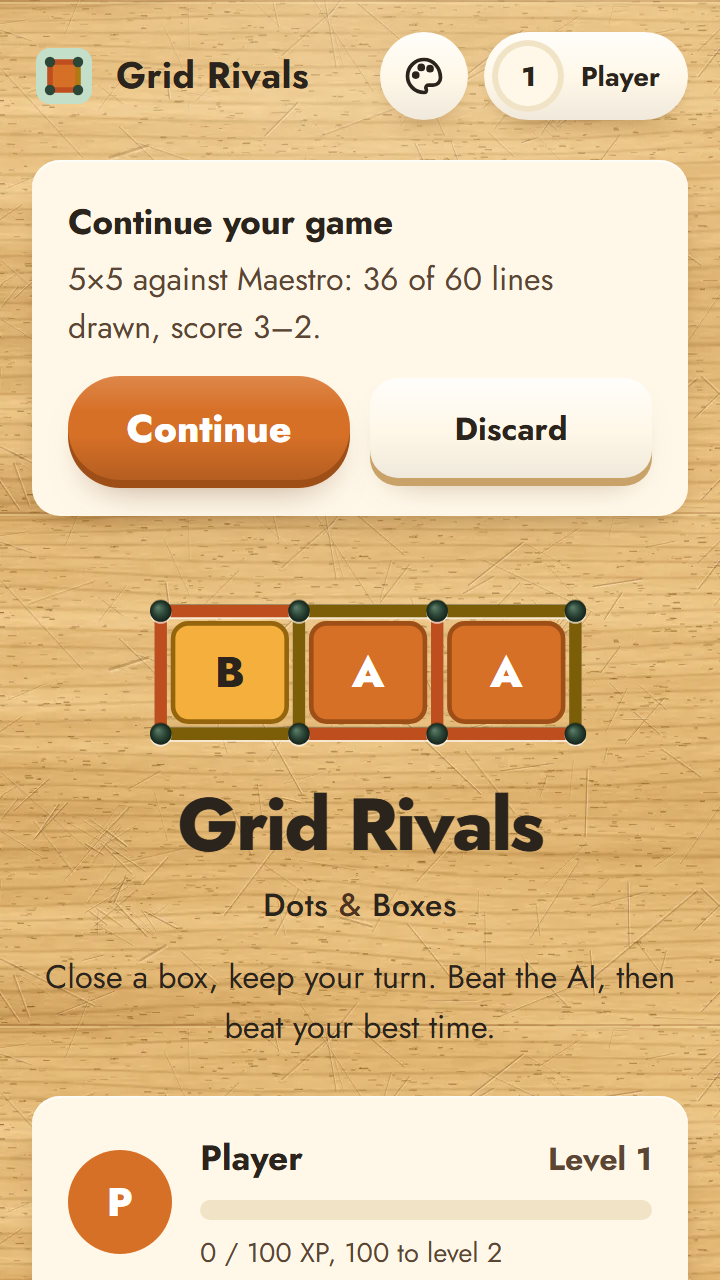 Grid Rivals
1
Player
Continue your game
5×5 against Maestro: 36 of 60 lines
drawn, score 3–2.
Continue
Discard
B
A
A
Grid Rivals
Dots & Boxes
Close a box, keep your turn. Beat the AI, then
beat your best time.
P
Player
Level 1
0 / 100 XP, 100 to level 2